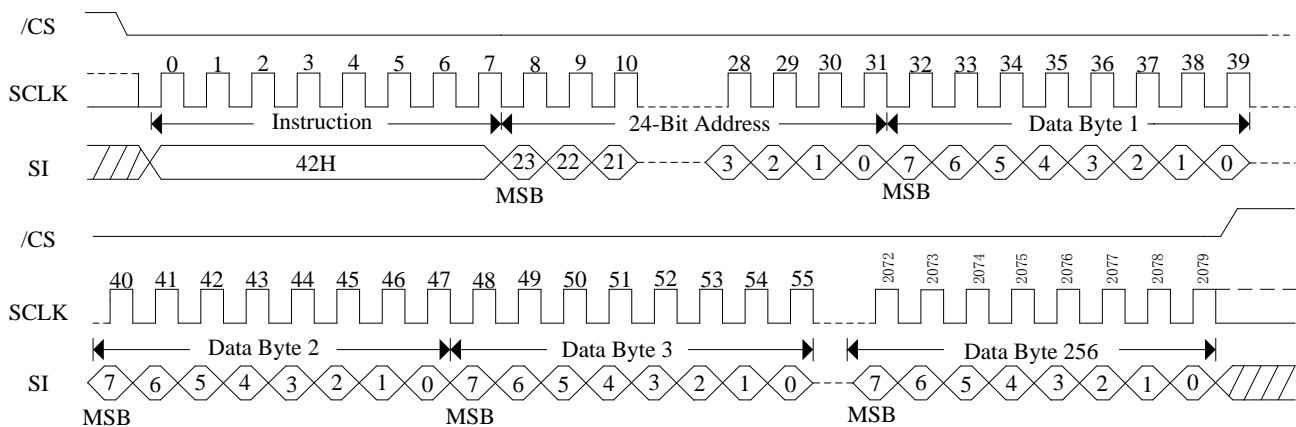 /CS
0 1 2 3 4 5 6 7 8 9 10 28 29 30 31 32 33 34 35 36 37 38 39
SCLK
Instruction 24-Bit Address Data Byte 1
SI 42H 23 22 21 3 2 1 0 7 6 5 4 3 2 1 0
MSB MSB
/CS
40 41 42 43 44 45 46 47 48 49 50 51 52 53 54 55 2072 2073 2074 2075 2076 2077 2078 2079
SCLK
Data Byte 2 Data Byte 3 Data Byte 256
SI 7 6 5 4 3 2 1 0 7 6 5 4 3 2 1 0 7 6 5 4 3 2 1 0
MSB MSB MSB